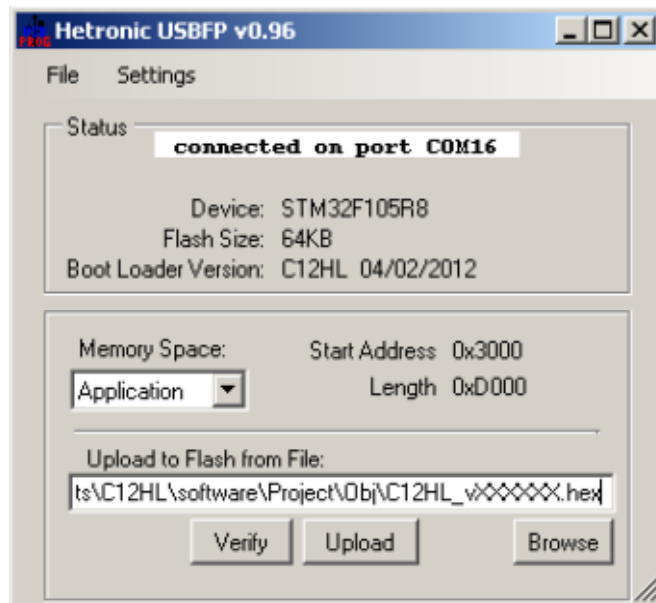 PROG
Hetronic USBFP v0.96
File Settings
Status
connected on port COM16
Device: STM32F105R8
Flash Size: 64KB
Boot Loader Version: C12HL 04/02/2012
Memory Space: Start Address 0x3000
Application Length 0xD000
Upload to Flash from File:
ts\C12HL\software\Project\Obj\C12HL_vXXXXXX.hex
Verify Upload Browse